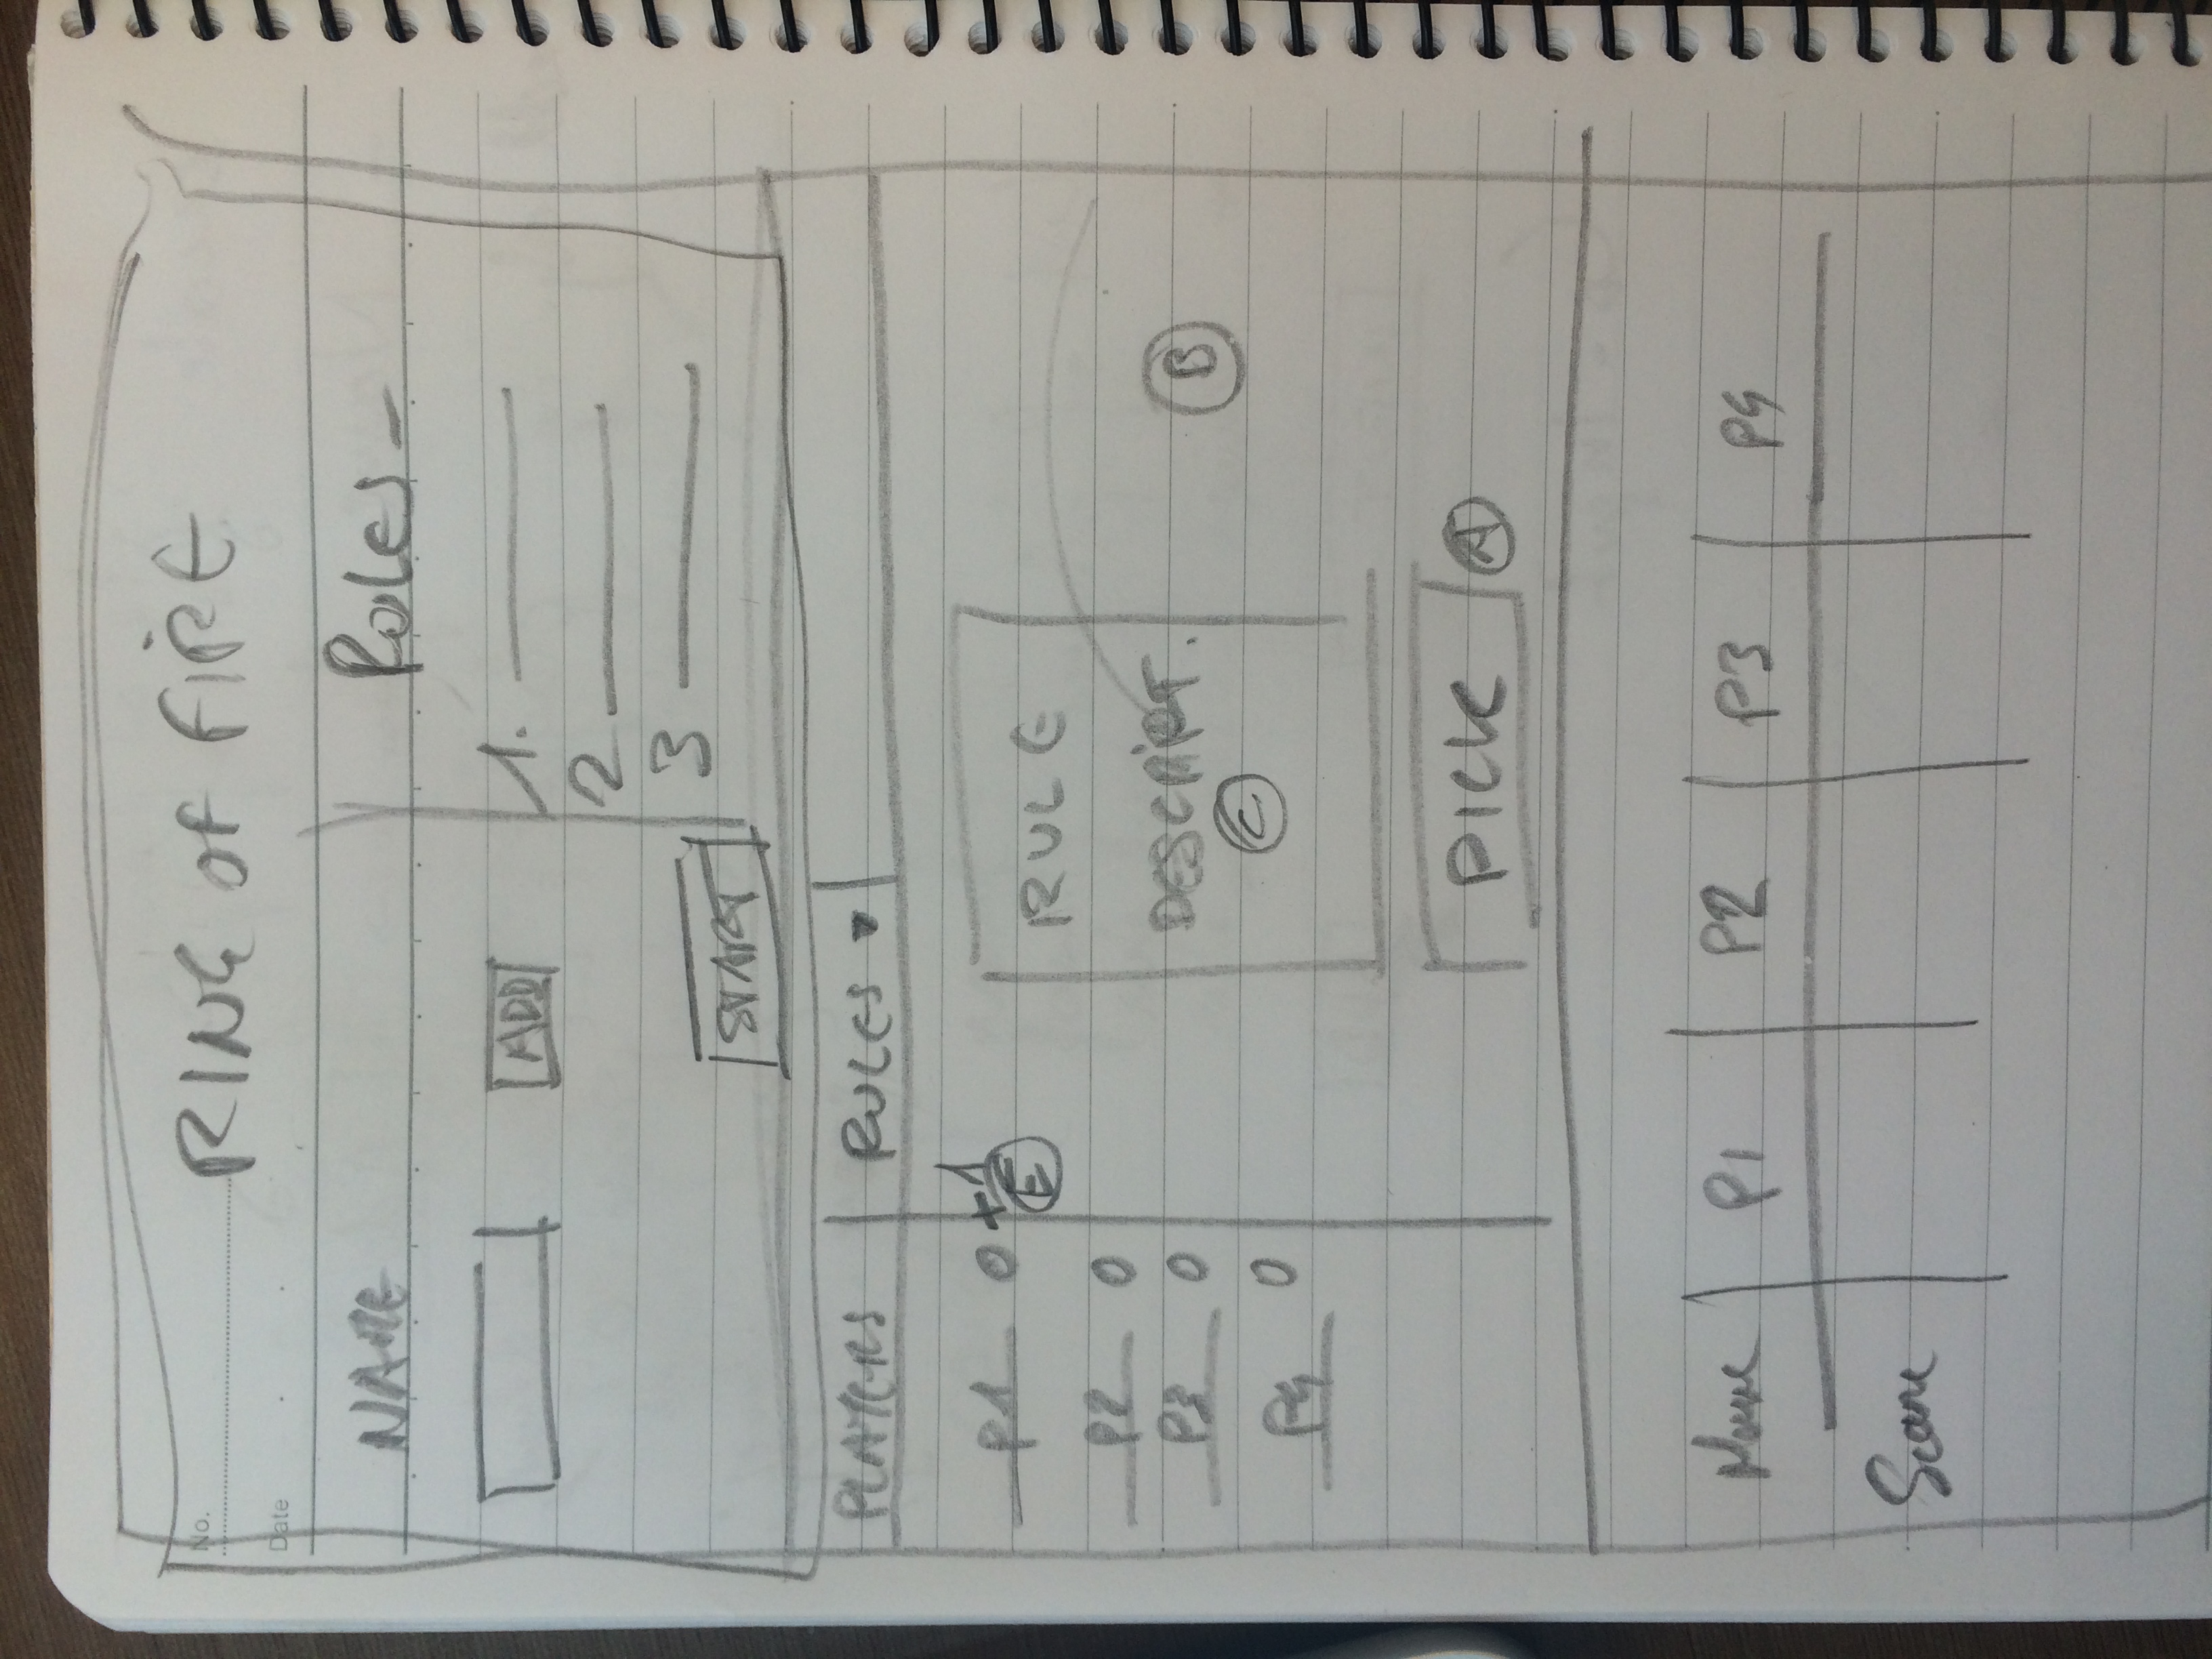 No.
RING OF FIRE
Date
NAME
Rules -
ADD
1.
2
3
START
PLAYERS RULES ▾
P1 0 +1
E
RULE
P2 0
DESCRIPT.
P3 0
B
C
P4 0
PICK A
Name P1 P2 P3 P4
Score